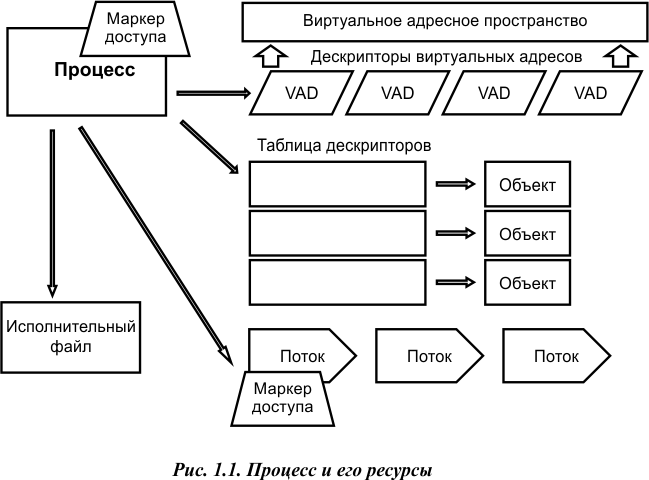 Маркер
доступа
Процесс
Виртуальное адресное пространство
Дескрипторы виртуальных адресов
VAD VAD VAD VAD
Таблица дескрипторов
Объект
Объект
Объект
Исполнительный
файл
Поток Поток Поток
Маркер
доступа
Рис. 1.1. Процесс и его ресурсы